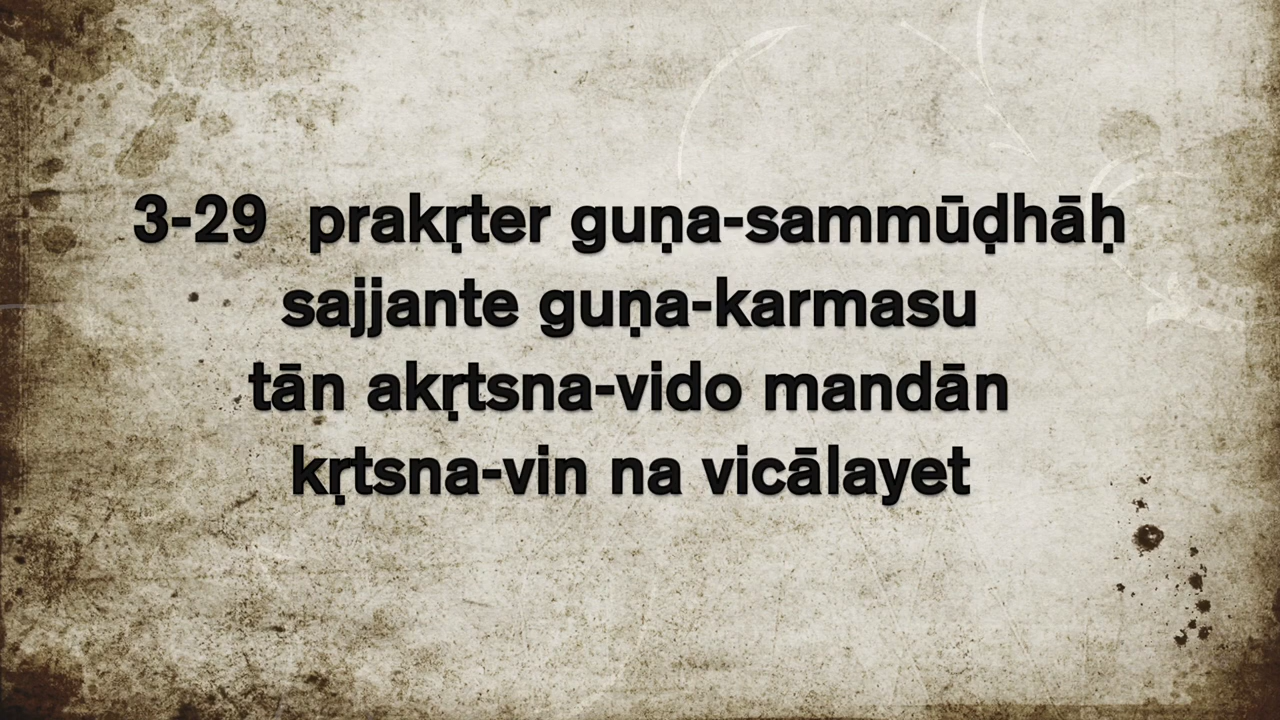 3-29 prakṛter guṇa-sammūḍhāḥ
sajjante guṇa-karmasu
tān akṛtsna-vido mandān
kṛtsna-vin na vicālayet